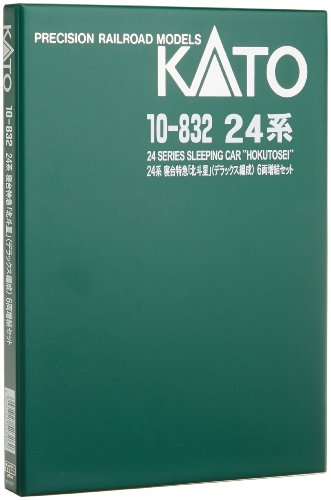 PRECISION RAILROAD MODELS
KATO
10-832 24系
24 SERIES SLEEPING CAR "HOKUTOSEI"
24系 寝台特急「北斗星」〈デラックス編成〉 6両増結セット
10-832 24系 寝台特急「北斗星」〈デラックス編成〉 6両増結セット